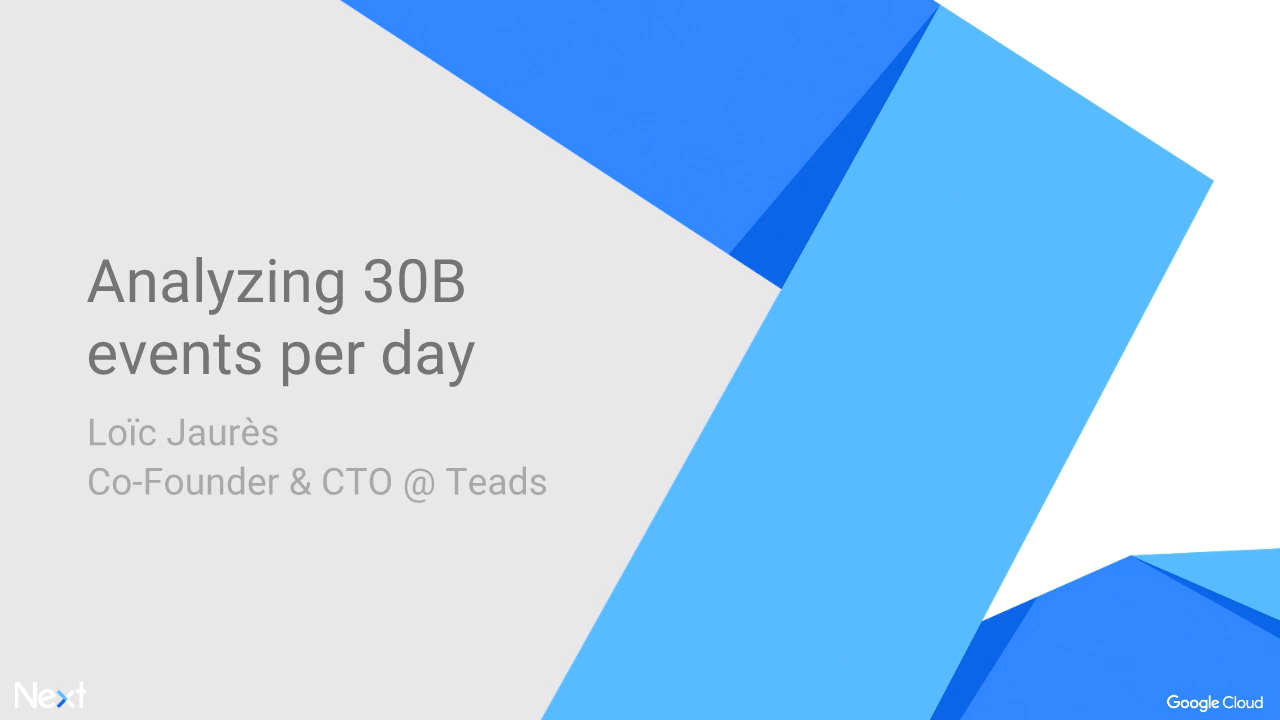 Analyzing 30B
events per day
Loïc Jaurès
Co-Founder & CTO @ Teads
Next
Google Cloud